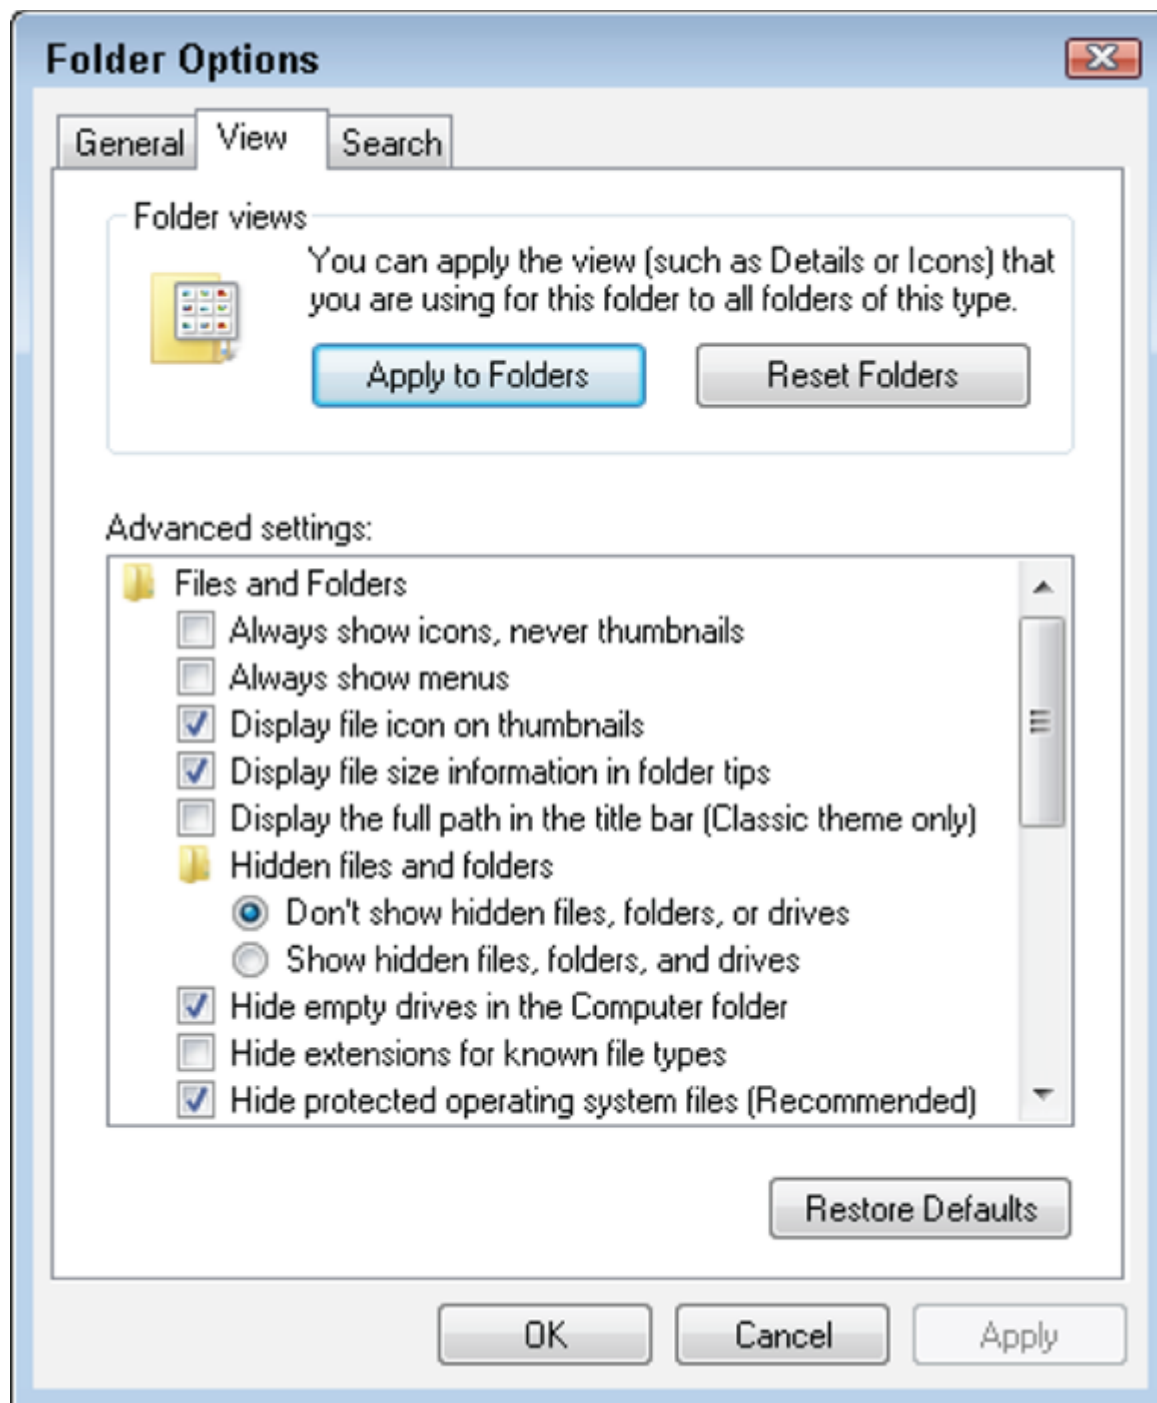 Folder Options
General View Search
Folder views
You can apply the view (such as Details or Icons) that
you are using for this folder to all folders of this type.
Apply to Folders Reset Folders
Advanced settings:
Files and Folders
Always show icons, never thumbnails
Always show menus
Display file icon on thumbnails
Display file size information in folder tips
Display the full path in the title bar (Classic theme only)
Hidden files and folders
Don't show hidden files, folders, or drives
Show hidden files, folders, and drives
Hide empty drives in the Computer folder
Hide extensions for known file types
Hide protected operating system files (Recommended)
Restore Defaults
OK Cancel Apply